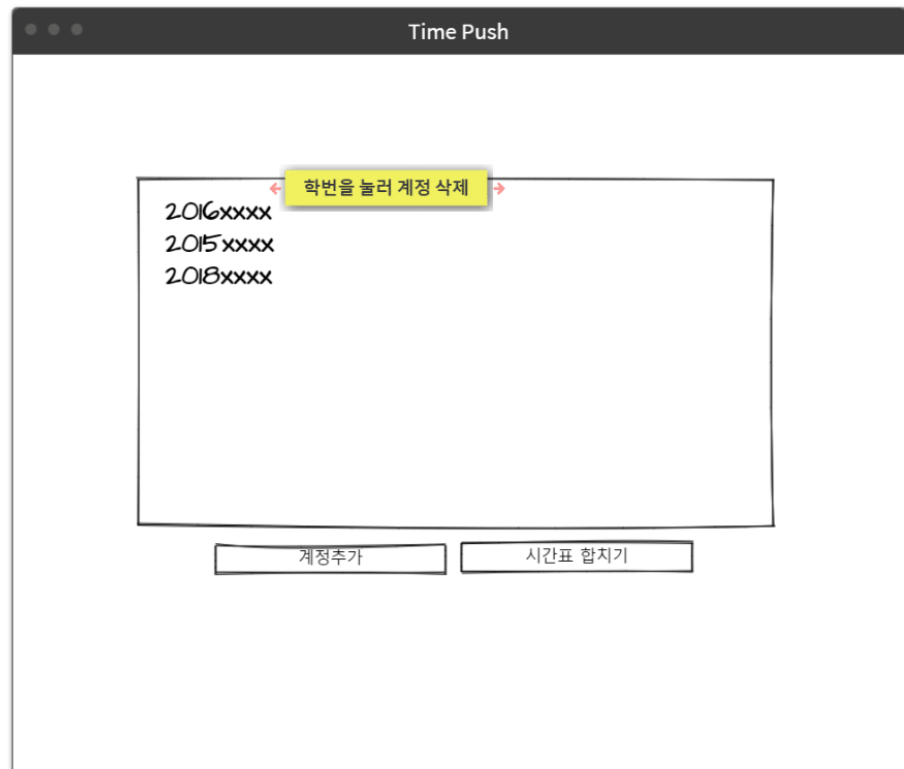 Time Push
학번을 눌러 계정 삭제
2016xxxx
2015xxxx
2018xxxx
계정추가
시간표 합치기